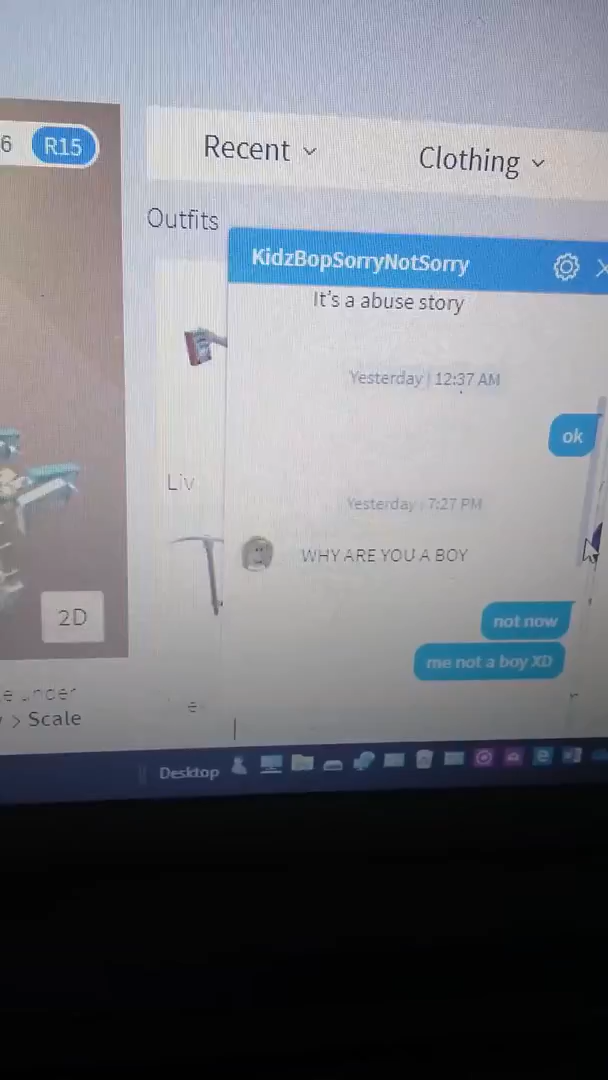 6 R15
Recent
Clothing
Outfits
KidzBopSorryNotSorry
It's a abuse story
Yesterday | 12:37 AM
ok
Liv
Yesterday | 7:27 PM
WHY ARE YOU A BOY
not now
2D
me not a boy XD
> Scale
Desktop